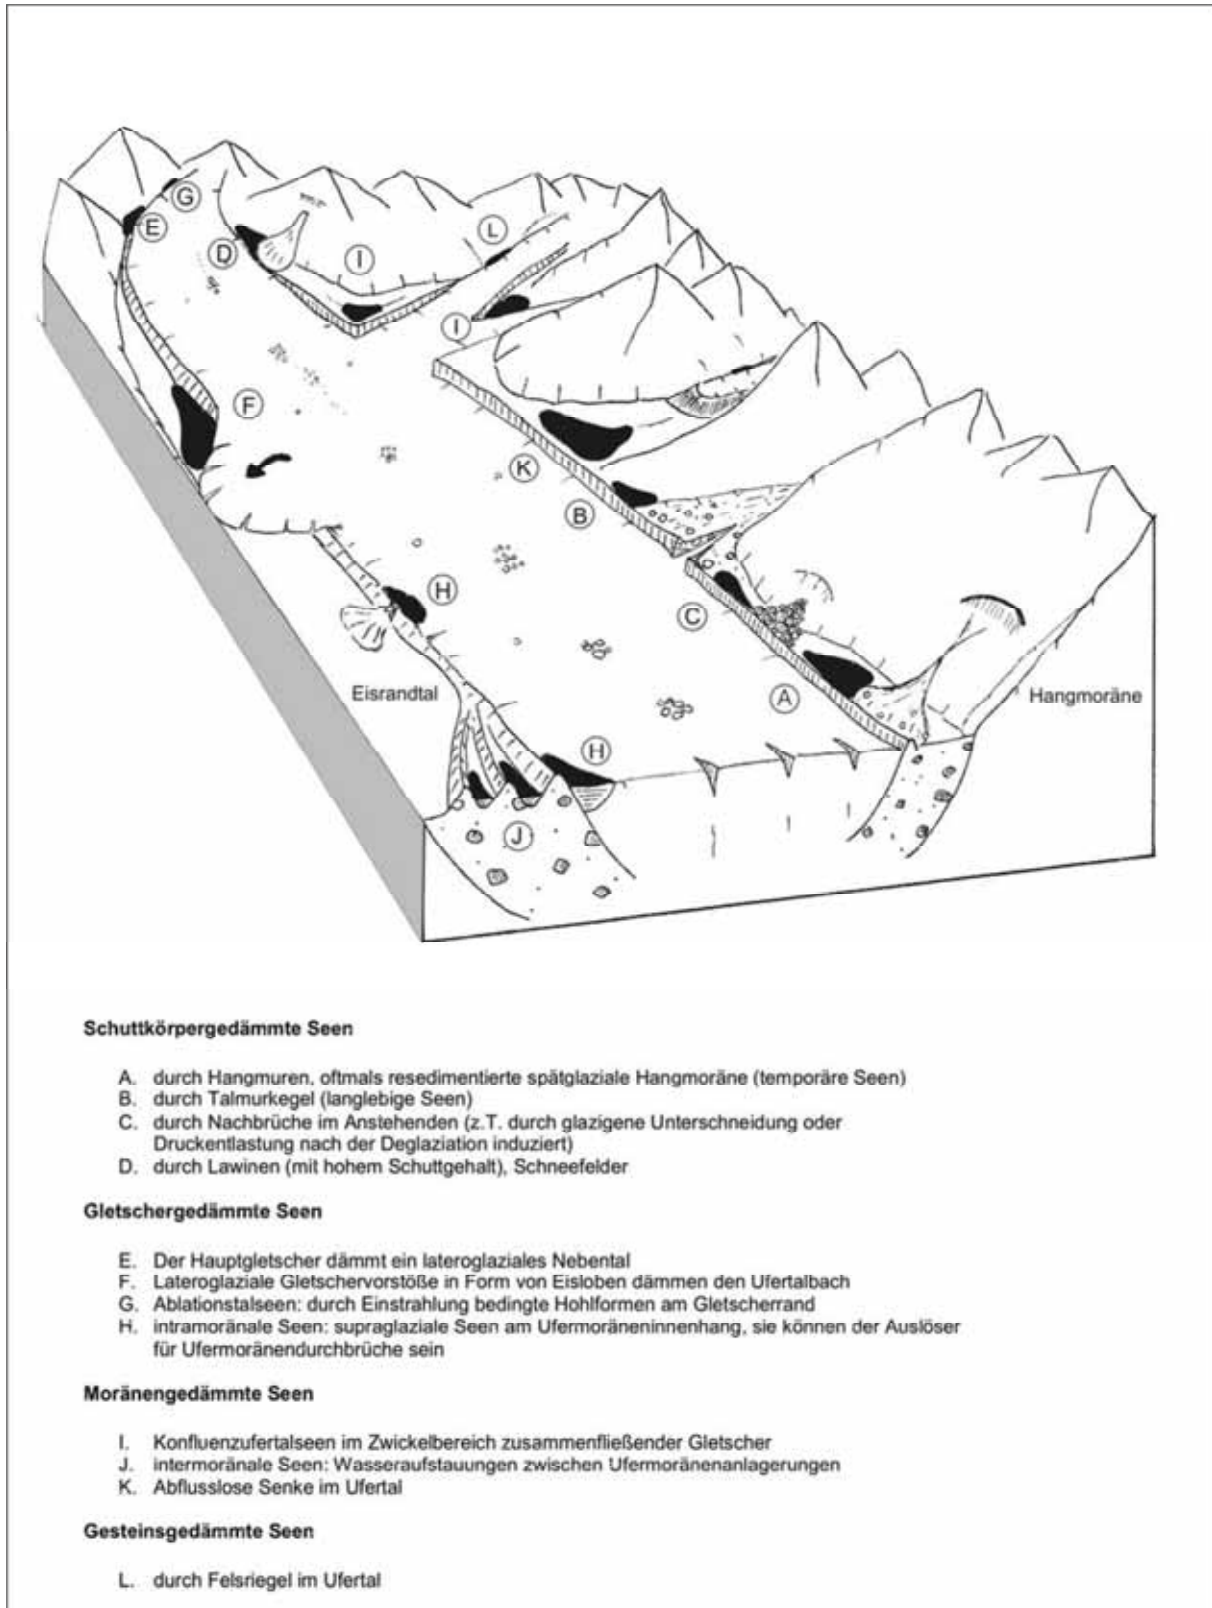 G
E
L
D
I
I
F
K
B
H
C
Eisrandtal
A
Hangmoräne
H
J
Schuttkörpergedämmte Seen
A. durch Hangmuren, oftmals resedimentierte spätglaziale Hangmoräne (temporäre Seen)
B. durch Talmurkegel (langlebige Seen)
C. durch Nachbrüche im Anstehenden (z.T. durch glazigene Unterschneidung oder
Druckentlastung nach der Deglaziation induziert)
D. durch Lawinen (mit hohem Schuttgehalt), Schneefelder
Gletschergedämmte Seen
E. Der Hauptgletscher dämmt ein lateroglaziales Nebental
F. Lateroglaziale Gletschervorstöße in Form von Eisloben dämmen den Ufertalbach
G. Ablationstalseen: durch Einstrahlung bedingte Hohlformen am Gletscherrand
H. intramoränale Seen: supraglaziale Seen am Ufermoräneninnenhang, sie können der Auslöser
für Ufermoränendurchbrüche sein
Moränengedämmte Seen
I. Konfluenzufertalseen im Zwickelbereich zusammenfließender Gletscher
J. intermoränale Seen: Wasseraufstauungen zwischen Ufermoränenanlagerungen
K. Abflusslose Senke im Ufertal
Gesteinsgedämmte Seen
L. durch Felsriegel im Ufertal